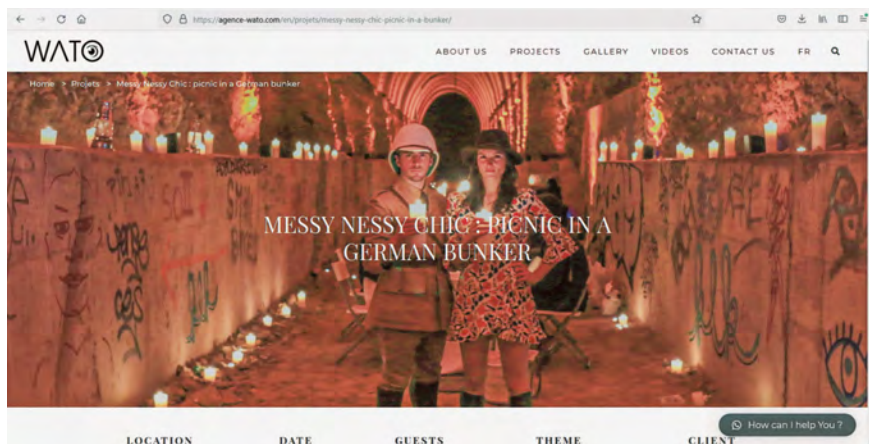 https://agence-wato.com/en/projets/messy-nessy-chic-picnic-in-a-bunker/
WATO
ABOUT US PROJECTS GALLERY VIDEOS CONTACT US FR
Home > Projets > Messy Nessy Chic : picnic in a German bunker
MESSY NESSY CHIC : PICNIC IN A
GERMAN BUNKER
How can I help You ?
LOCATION DATE GUESTS THEME CLIENT